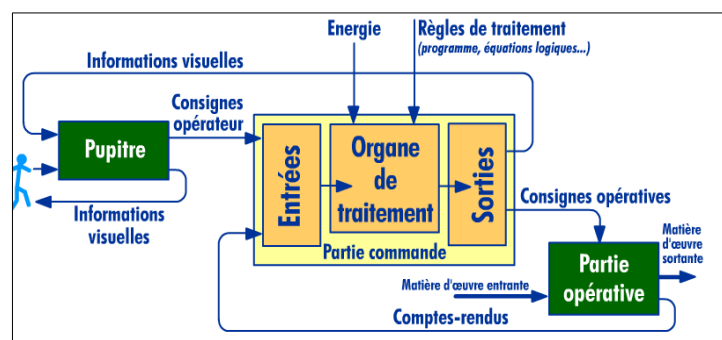 Energie
Règles de traitement
(programme, équations logiques...)
Informations visuelles
Consignes
opérateur
Pupitre
Entrées
Organe
de
traitement
Sorties
Informations
visuelles
Consignes opératives
Partie commande
Matière
d'œuvre
sortante
Partie
opérative
Matière d'œuvre entrante
Comptes-rendus